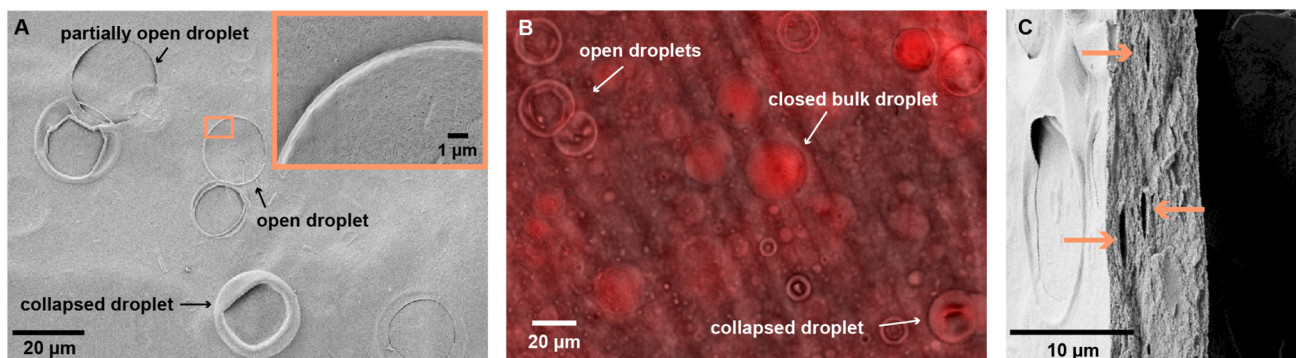 A
partially open droplet
1 µm
open droplet
collapsed droplet
20 µm
B
open droplets
closed bulk droplet
collapsed droplet
20 µm
C
10 µm